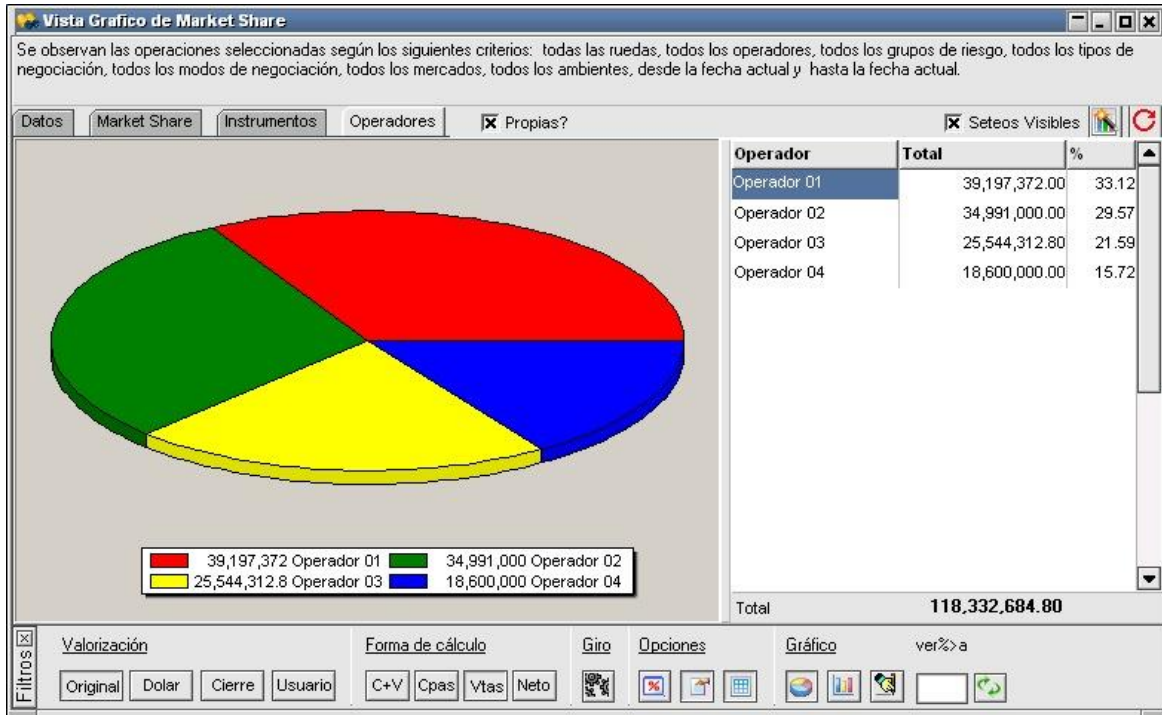 Vista Grafico de Market Share
Se observan las operaciones seleccionadas según los siguientes criterios: todas las ruedas, todos los operadores, todos los grupos de riesgo, todos los tipos de
negociación, todos los modos de negociación, todos los mercados, todos los ambientes, desde la fecha actual y hasta la fecha actual.
Datos Market Share Instrumentos Operadores Propias? Seteos Visibles
Operador Total %
Operador 01 39,197,372.00 33.12
Operador 02 34,991,000.00 29.57
Operador 03 25,544,312.80 21.59
Operador 04 18,600,000.00 15.72
39,197,372 Operador 01 34,991,000 Operador 02
25,544,312.8 Operador 03 18,600,000 Operador 04
Total 118,332,684.80
Filtros
Valorización Forma de cálculo Giro Opciones Gráfico ver%>a
Original Dolar Cierre Usuario C+V Cpas Vtas Neto